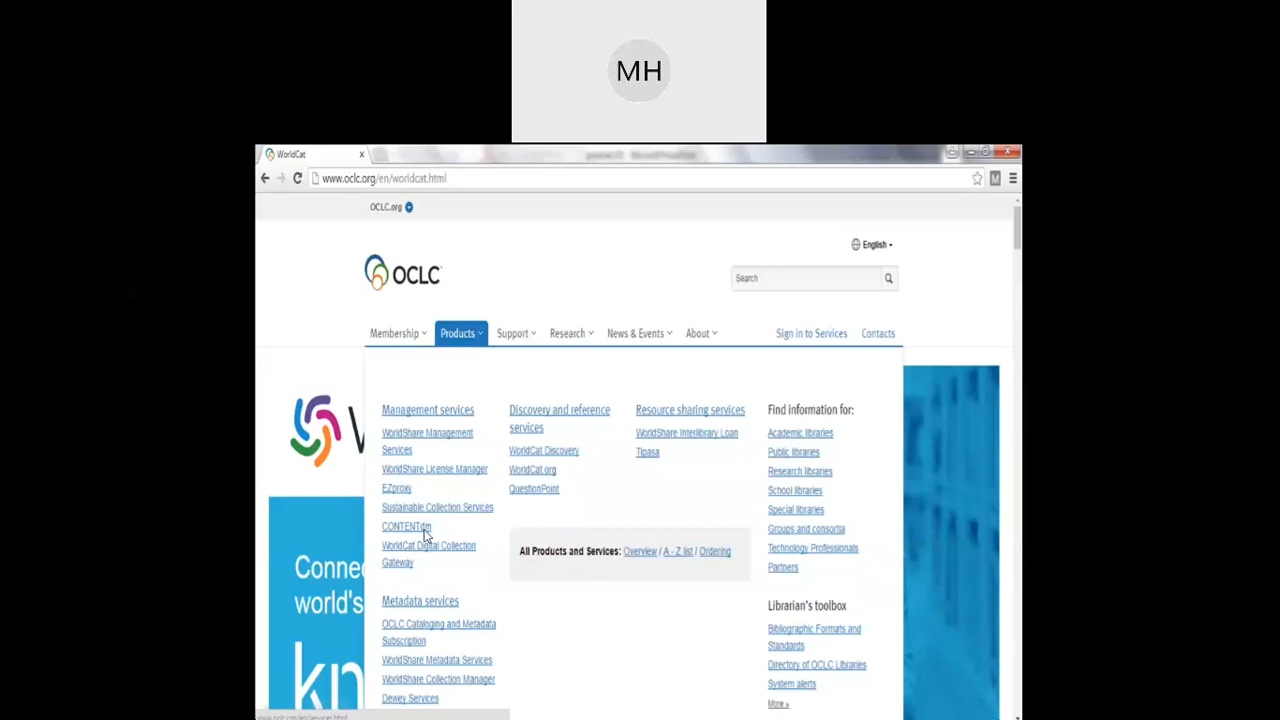 MH
WorldCat
www.oclc.org/en/worldcat.html
M
OCLC.org
English
OCLC
Search
Membership
Products
Support
Research
News & Events
About
Sign in to Services
Contacts
Management services
WorldShare Management
Services
WorldShare License Manager
EZproxy
Sustainable Collection Services
CONTENTdm
WorldCat Digital Collection
Gateway
Metadata services
OCLC Cataloging and Metadata
Subscription
WorldShare Metadata Services
WorldShare Collection Manager
Dewey Services
Discovery and reference
services
WorldCat Discovery
WorldCat.org
QuestionPoint
Resource sharing services
WorldShare Interlibrary Loan
Tipasa
All Products and Services: Overview / A - Z list / Ordering
Find information for:
Academic libraries
Public libraries
Research libraries
School libraries
Special libraries
Groups and consortia
Technology Professionals
Partners
Librarian's toolbox
Bibliographic Formats and
Standards
Directory of OCLC Libraries
System alerts
More »
Conne
world's
kn
www.oclc.org/en/services.html